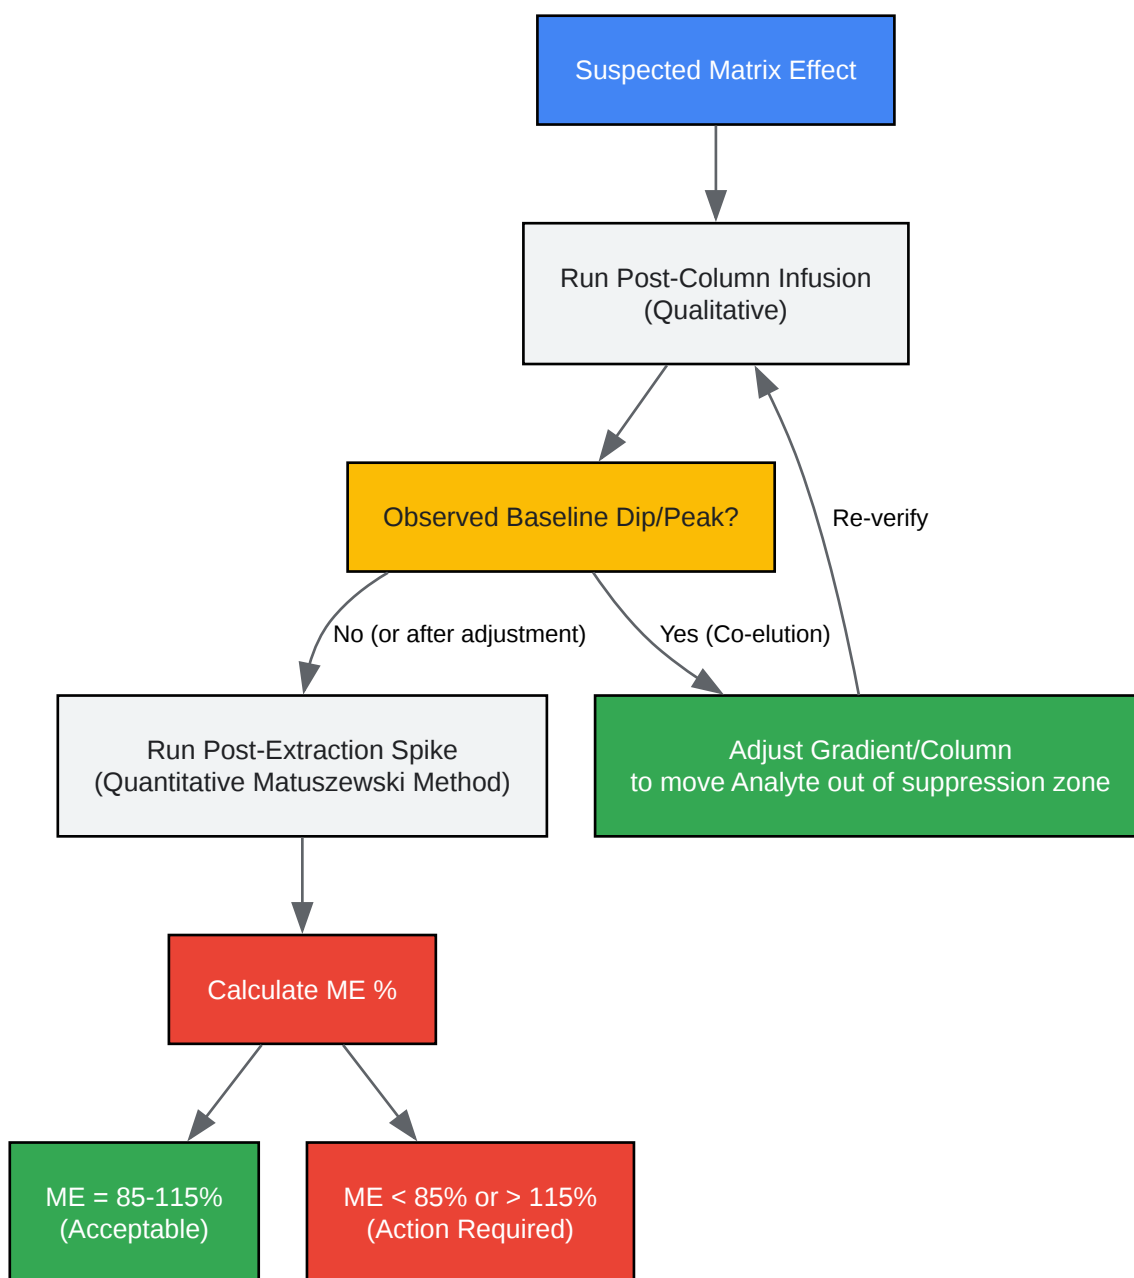 Suspected Matrix Effect
Run Post-Column Infusion
(Qualitative)
Observed Baseline Dip/Peak?
Re-verify
No (or after adjustment)
Yes (Co-elution)
Run Post-Extraction Spike
(Quantitative Matuszewski Method)
Adjust Gradient/Column
to move Analyte out of suppression zone
Calculate ME %
ME = 85-115%
(Acceptable)
ME < 85% or > 115%
(Action Required)